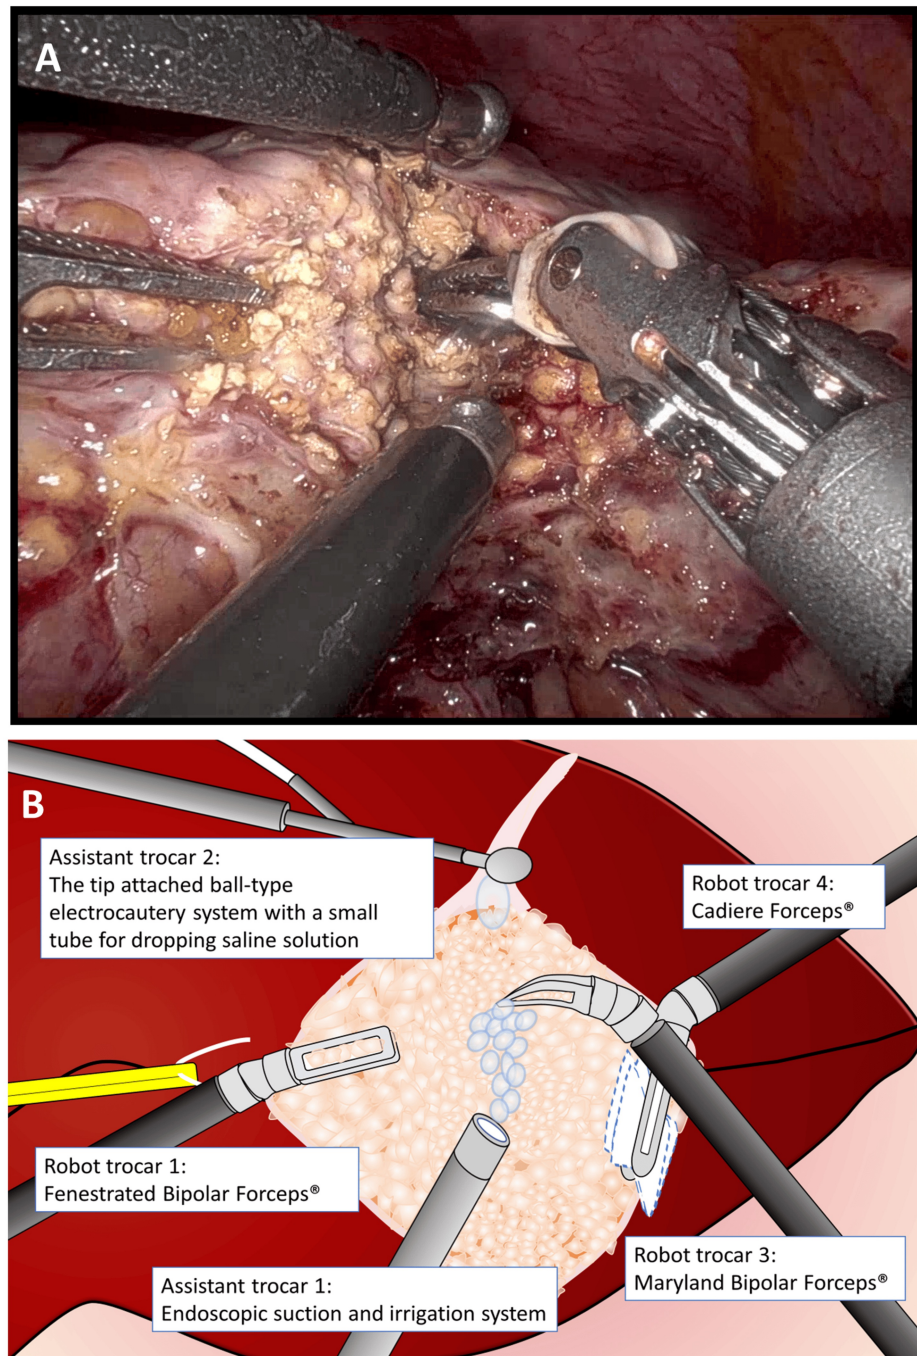 A
B
Assistant trocar 2:
The tip attached ball-type
electrocautery system with a small
tube for dropping saline solution
Robot trocar 4:
Cadiere Forceps®
Robot trocar 1:
Fenestrated Bipolar Forceps®
Robot trocar 3:
Maryland Bipolar Forceps®
Assistant trocar 1:
Endoscopic suction and irrigation system